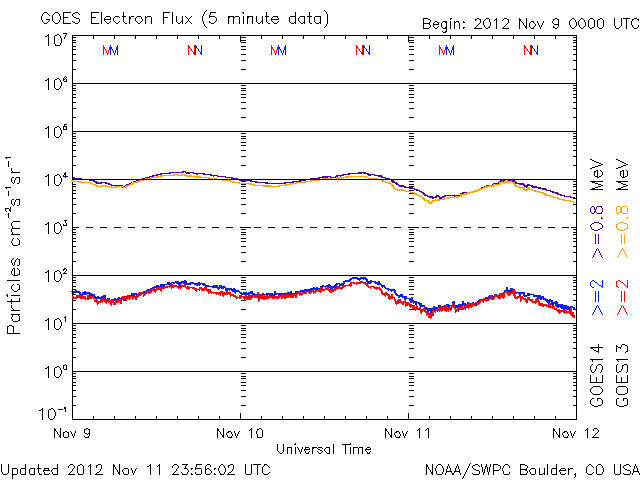 GOES Electron Flux (5 minute data)
Begin: 2012 Nov 9 0000 UTC
MM NN MM NN MM NN
10⁷
10⁶
10⁶
10⁴
10³
10²
10¹
10⁰
10⁻¹
Particles cm⁻²s⁻¹sr⁻¹
GOES14 >=2 >=0.8 MeV
GOES13 >=2 >=0.8 MeV
Nov 9 Nov 10 Nov 11 Nov 12
Universal Time
Updated 2012 Nov 11 23:56:02 UTC
NOAA/SWPC Boulder, CO USA